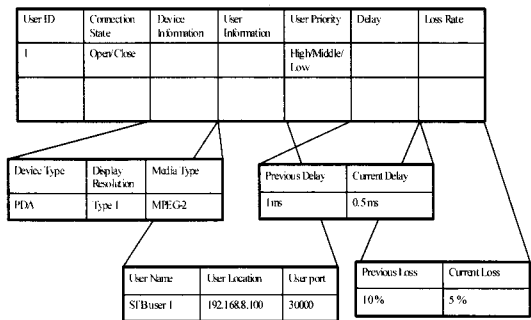 User ID
Connection State
Device Information
User Information
User Priority
Delay
Loss Rate
1
Open/Close
High/Middle/Low
Device Type
Display Resolution
Media Type
PDA
Type 1
MPEG-2
Previous Delay
Current Delay
1ms
0.5 ms
User Name
User Location
User port
STBuser 1
192.168.8.100
30000
Previous Loss
Current Loss
10 %
5 %